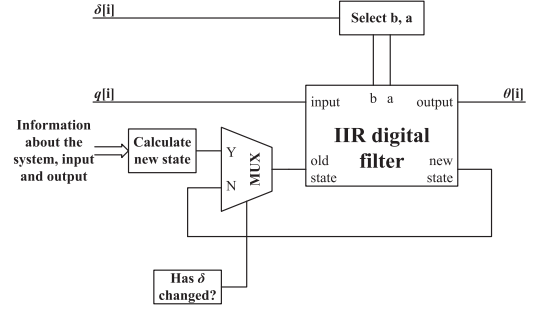 δ[i]
Select b, a
q[i]
input
b a
output
θ[i]
IIR digital
filter
old
state
new
state
Information
about the
system, input
and output
Calculate
new state
Y
N
MUX
Has δ
changed?